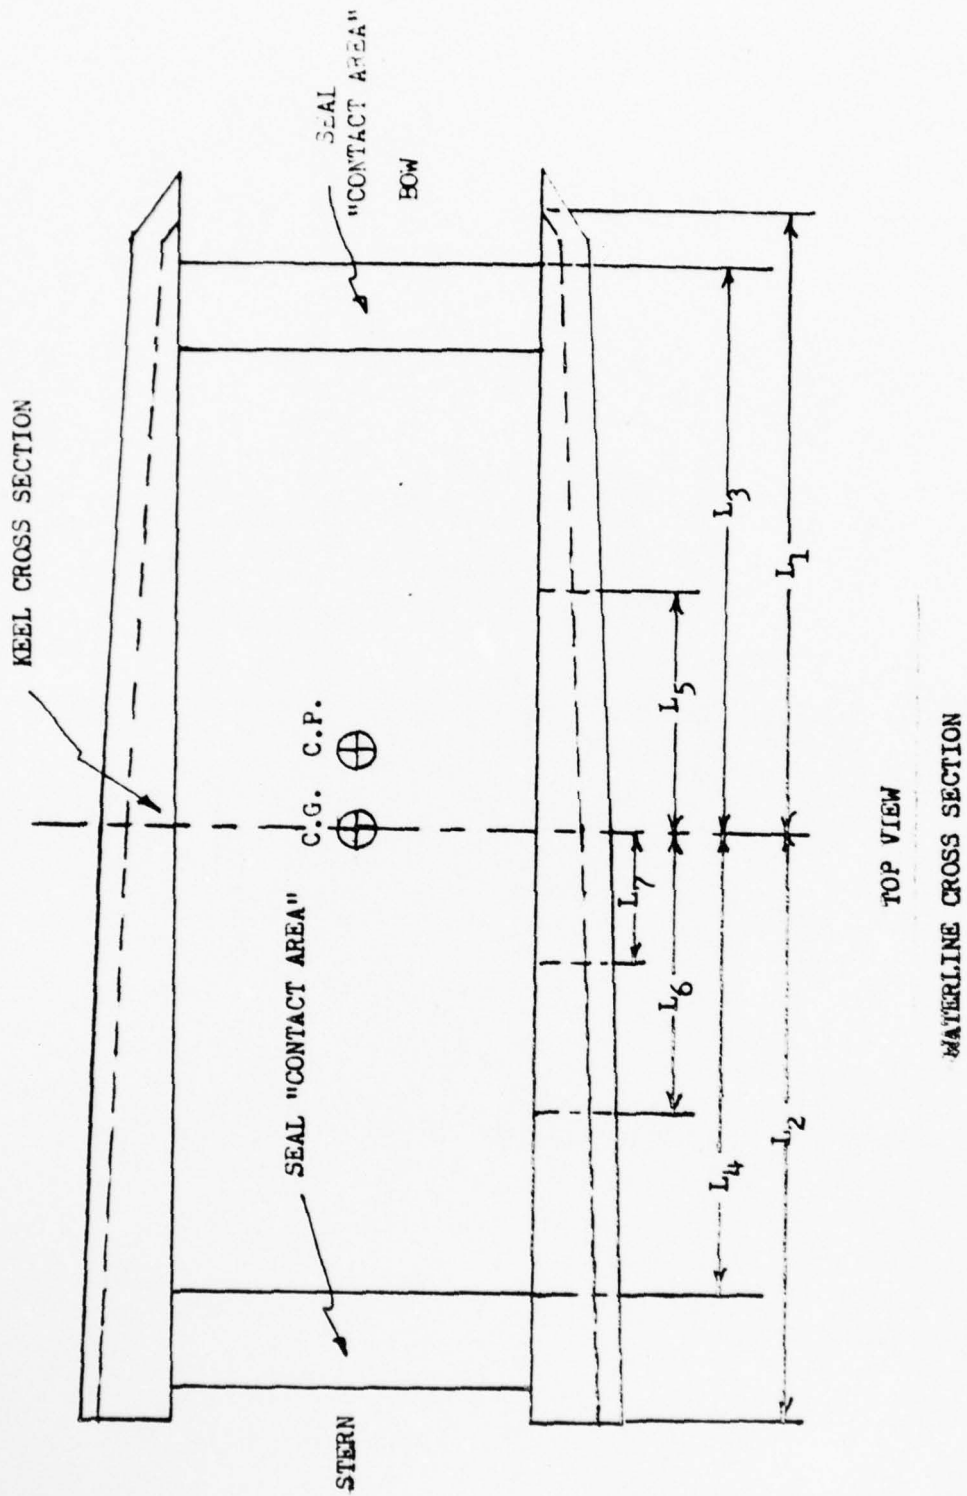 KEEL CROSS SECTION
SEAL
"CONTACT AREA"
BOW
C.G. C.P.
SEAL "CONTACT AREA"
STERN
L7
L6
L5
L4
L3
L2
L1
TOP VIEW
WATERLINE CROSS SECTION